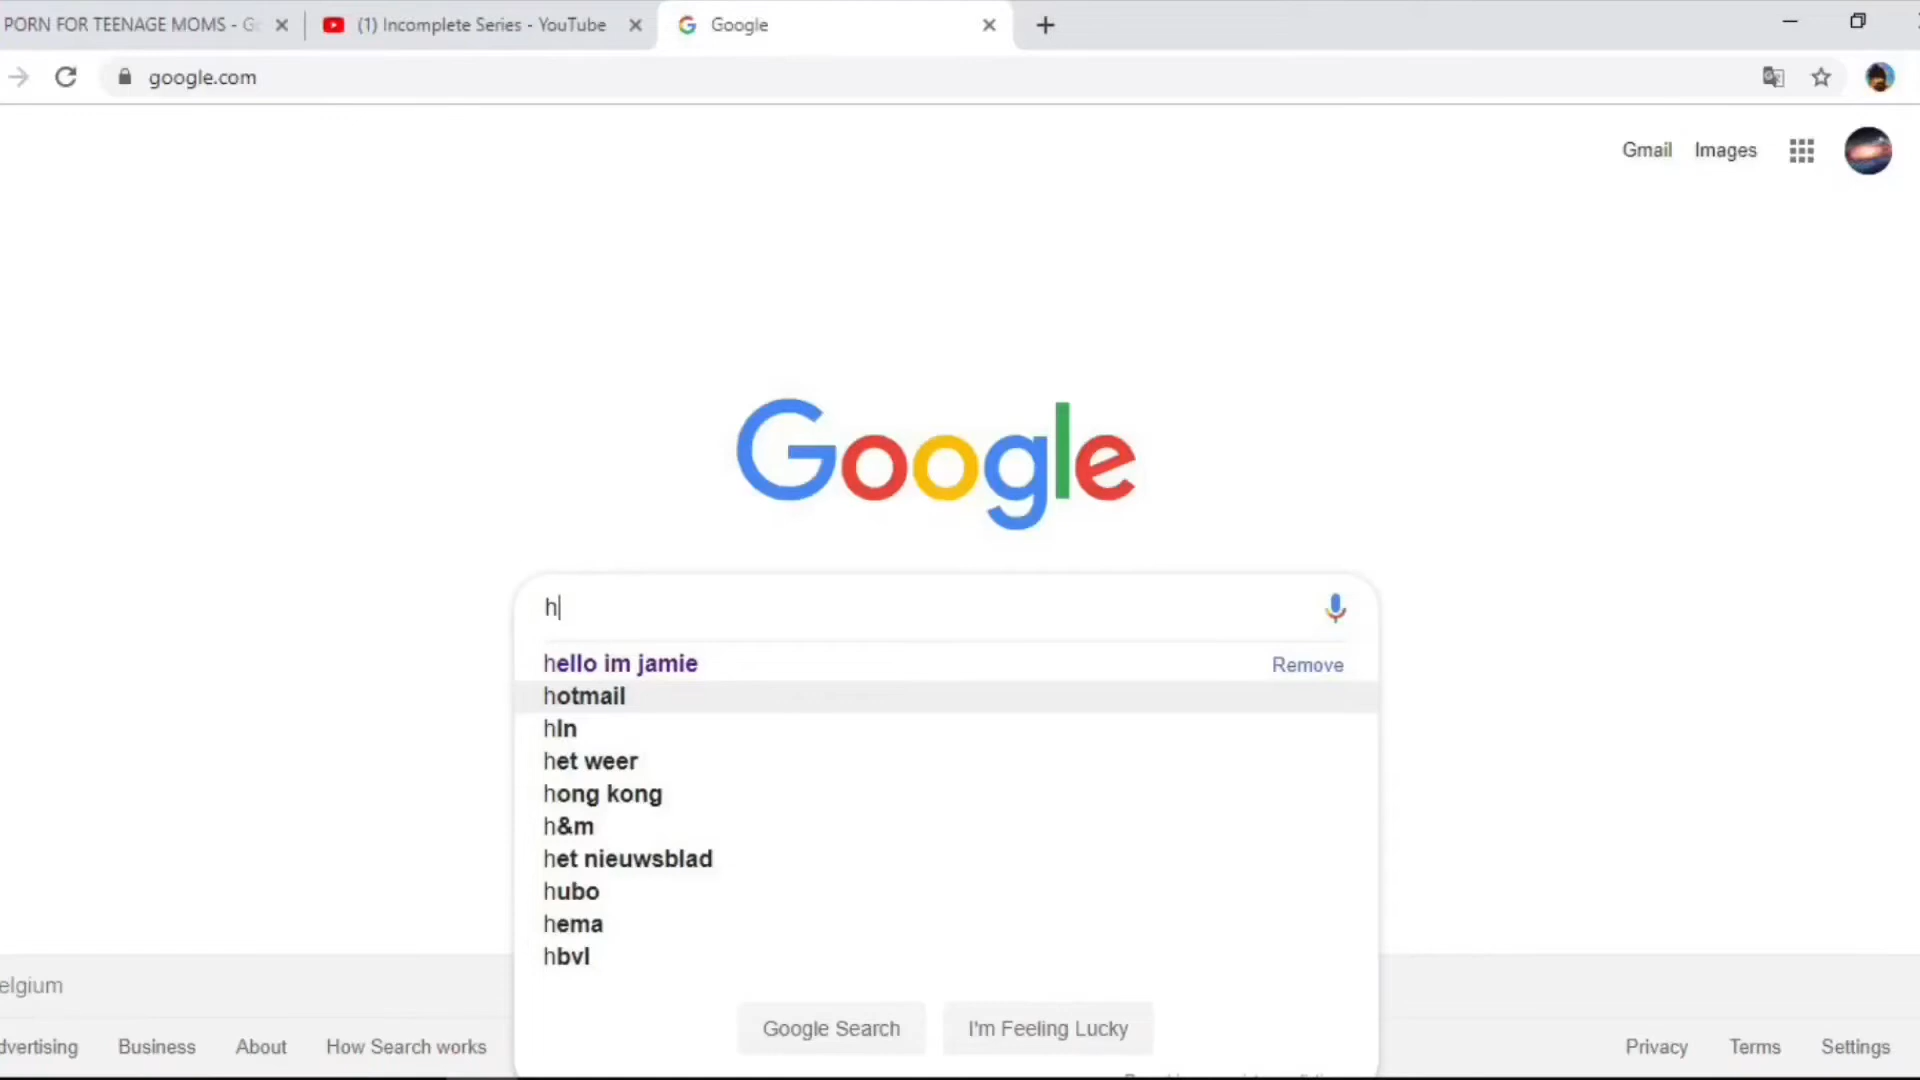 PORN FOR TEENAGE MOMS - Go
(1) Incomplete Series - YouTube
Google
google.com
Gmail Images
Google
h
hello im jamie Remove
hotmail
hln
het weer
hong kong
h&m
het nieuwsblad
hubo
hema
hbvl
elgium
Google Search I'm Feeling Lucky
dvertising Business About How Search works Privacy Terms Settings